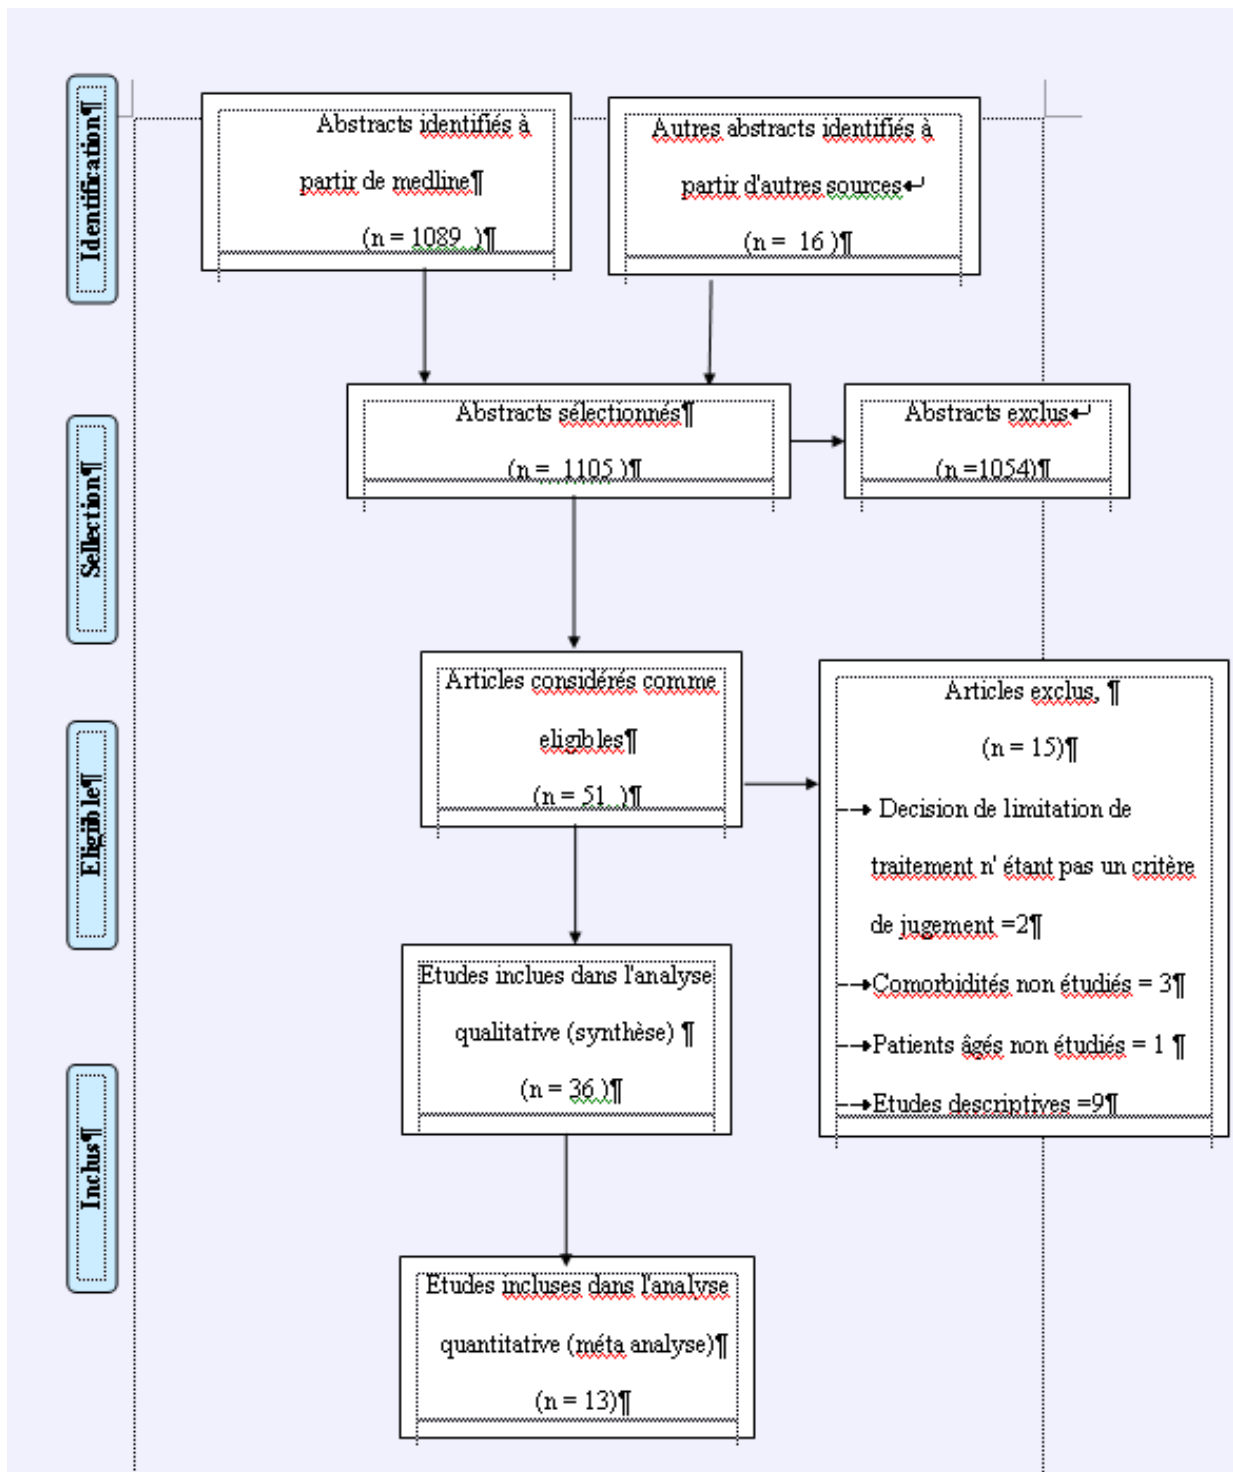 Identification¶
Abstracts identifiés à
partir de medline¶
(n = 1089 )¶
Autres abstracts identifiés à
partir d'autres sources↵
(n = 16 )¶
Sellection¶
Abstracts sélectionnés¶
(n = 1105 )¶
Abstracts exclus↵
(n =1054)¶
Eligible¶
Articles considérés comme
eligibles¶
(n = 51 )¶
Articles exclus, ¶
(n = 15)¶
→ Decision de limitation de
traitement n' étant pas un critère
de jugement =2¶
→Comorbidités non étudiés = 3¶
→Patients âgés non étudiés = 1 ¶
→Etudes descriptives =9¶
Inclus¶
Etudes inclues dans l'analyse
qualitative (synthèse) ¶
(n = 36 )¶
Etudes incluses dans l'analyse
quantitative (méta analyse)¶
(n = 13)¶